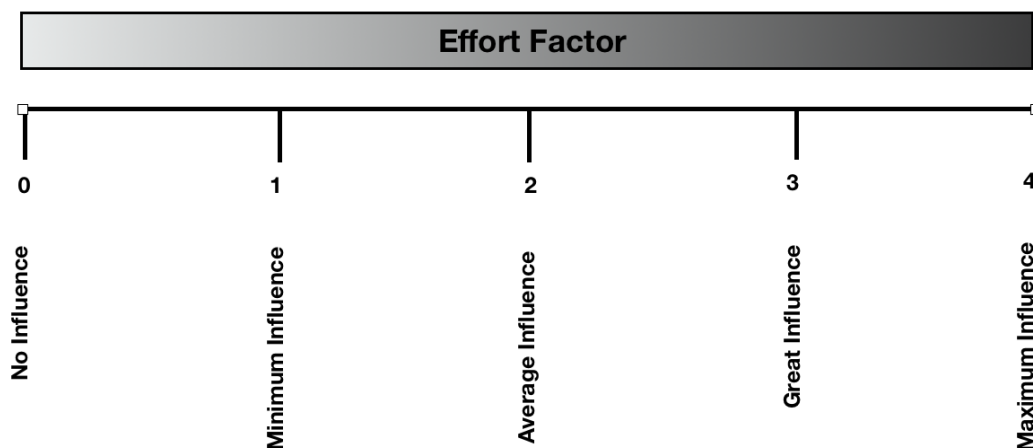 Effort Factor
0
1
2
3
4
No Influence
Minimum Influence
Average Influence
Great Influence
Maximum Influence